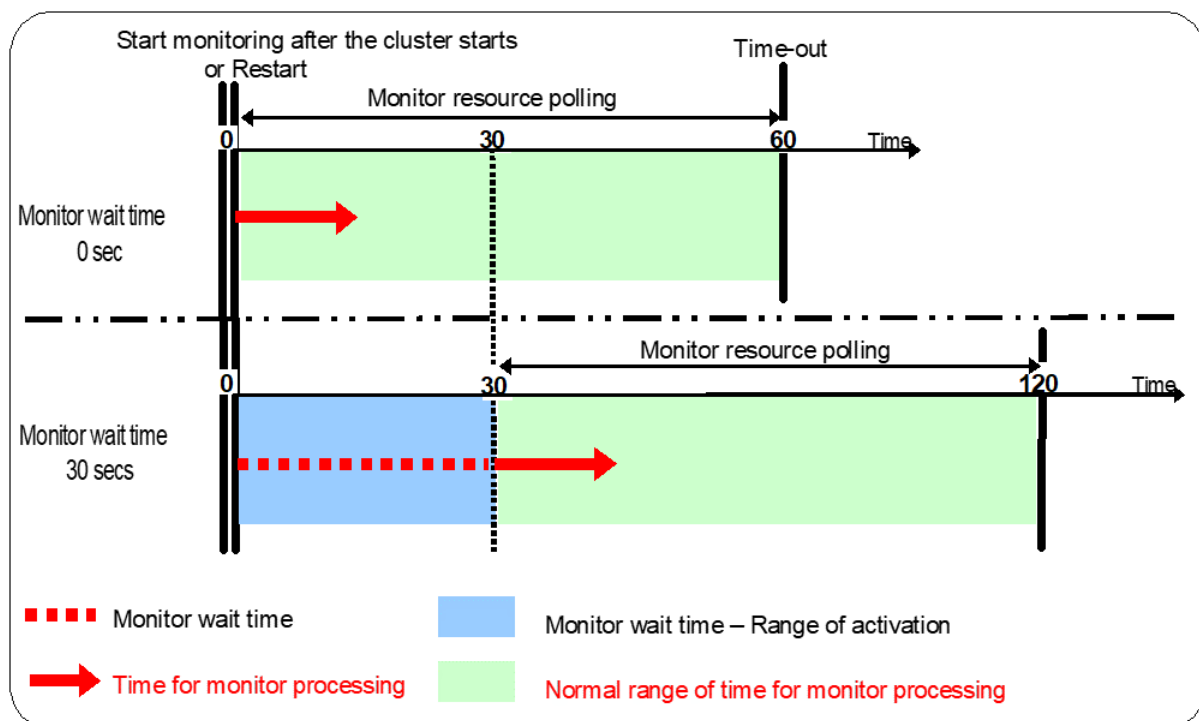 Start monitoring after the cluster starts
or Restart
Time-out
Monitor resource polling
0
30
60
Time
Monitor wait time
0 sec
Monitor resource polling
0
30
120
Time
Monitor wait time
30 secs
Monitor wait time
Monitor wait time – Range of activation
Time for monitor processing
Normal range of time for monitor processing